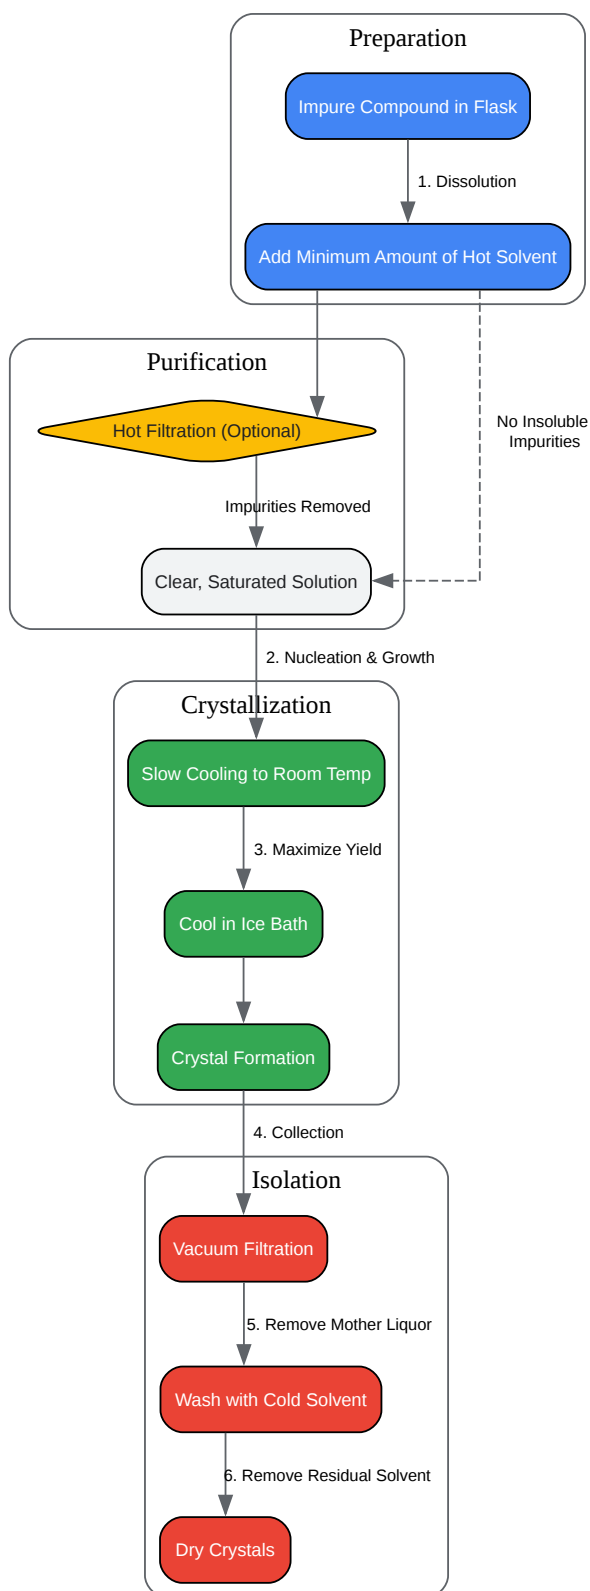 Preparation
Impure Compound in Flask
1. Dissolution
Add Minimum Amount of Hot Solvent
Purification
No Insoluble
Impurities
Hot Filtration (Optional)
Impurities Removed
Clear, Saturated Solution
2. Nucleation & Growth
Crystallization
Slow Cooling to Room Temp
3. Maximize Yield
Cool in Ice Bath
Crystal Formation
4. Collection
Isolation
Vacuum Filtration
5. Remove Mother Liquor
Wash with Cold Solvent
6. Remove Residual Solvent
Dry Crystals